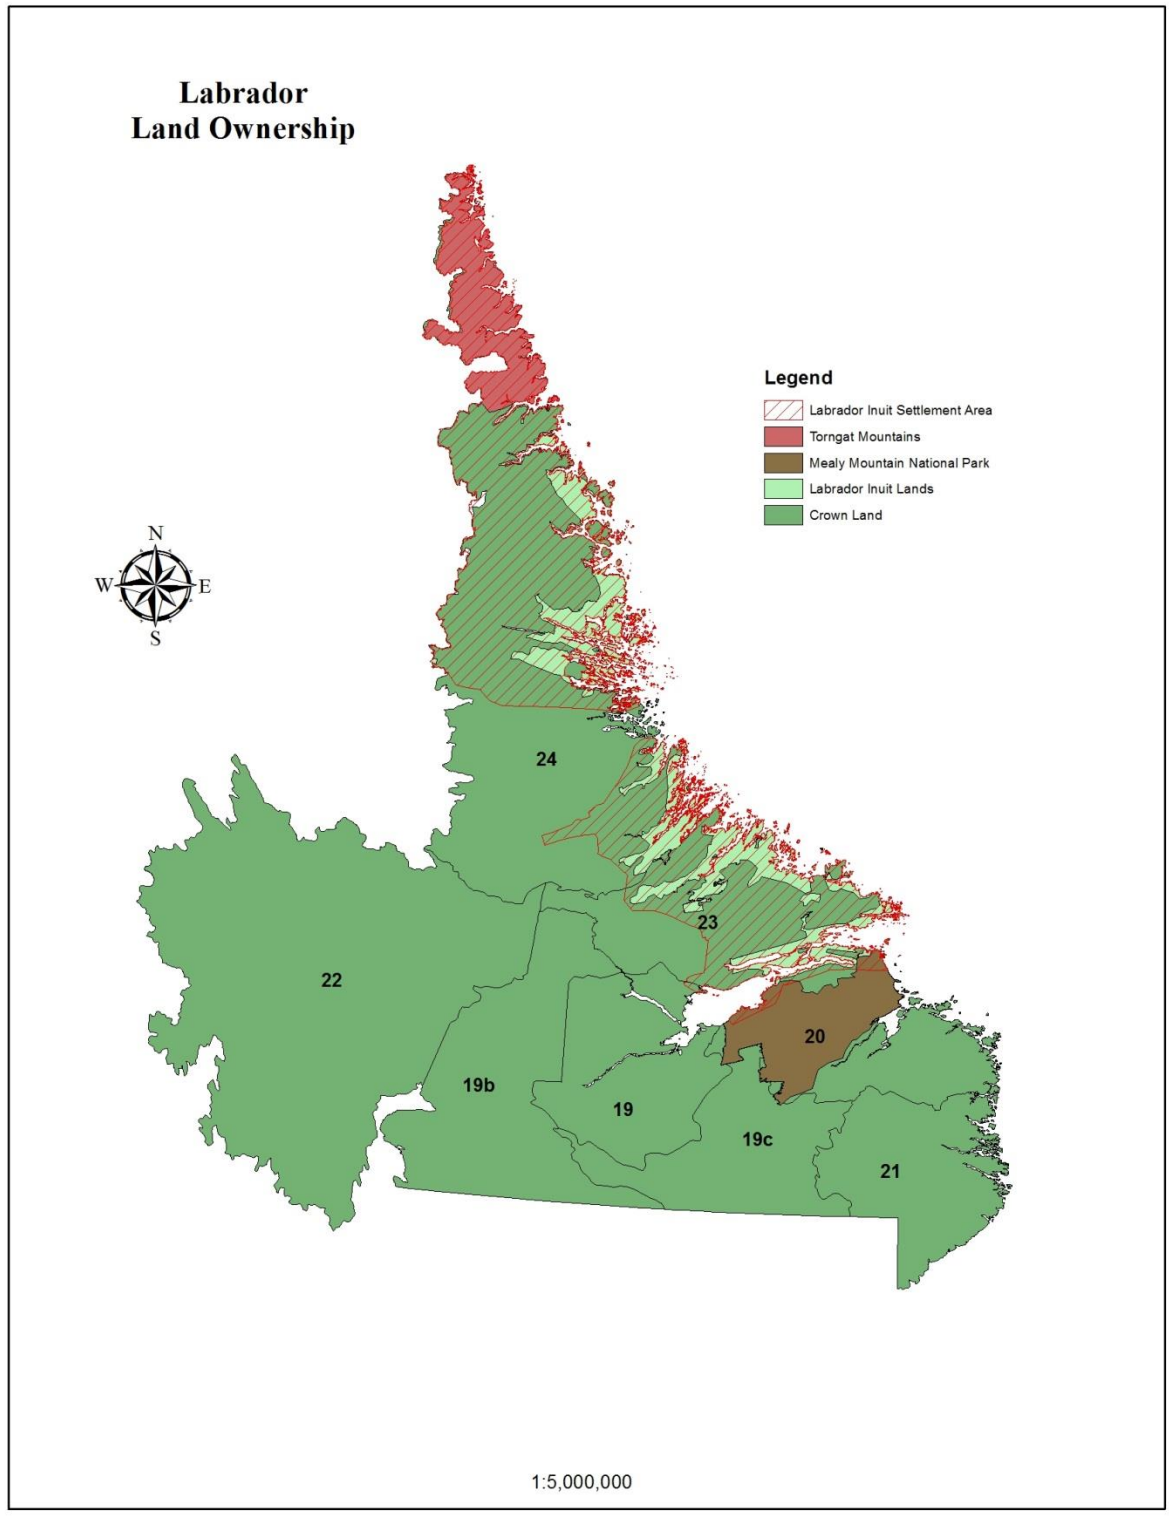 Labrador
Land Ownership
Legend
Labrador Inuit Settlement Area
Torngat Mountains
Mealy Mountain National Park
Labrador Inuit Lands
Crown Land
N
W E
S
24
23
22
20
19b
19
19c
21
1:5,000,000